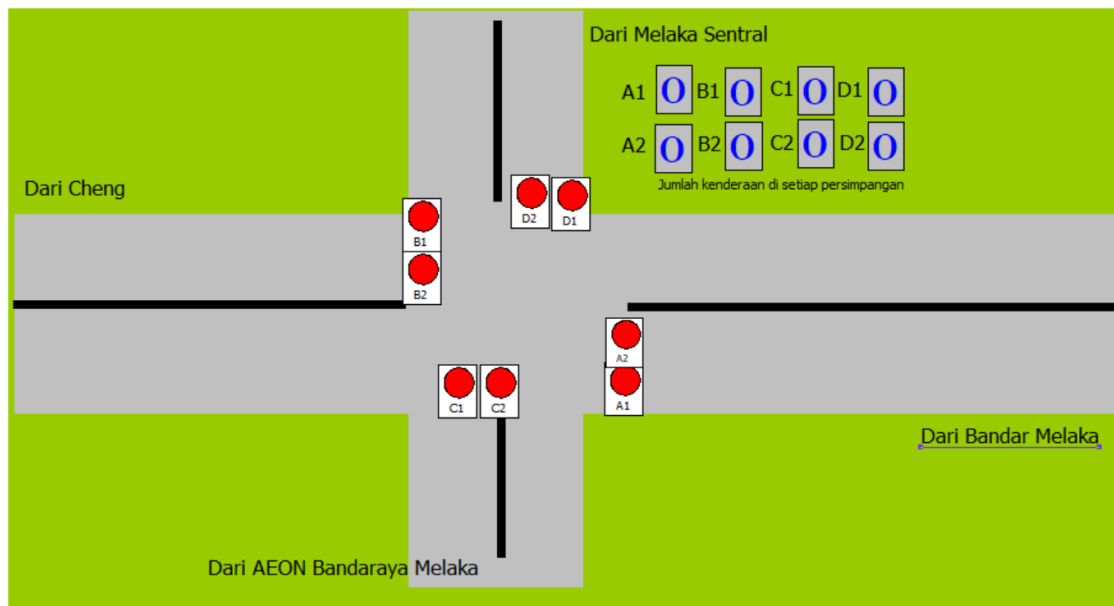 Dari Melaka Sentral
A1 0 B1 0 C1 0 D1 0
A2 0 B2 0 C2 0 D2 0
Jumlah kenderaan di setiap persimpangan
Dari Cheng
D2 D1
B1
B2
A2
C1 C2 A1
Dari Bandar Melaka
Dari AEON Bandaraya Melaka